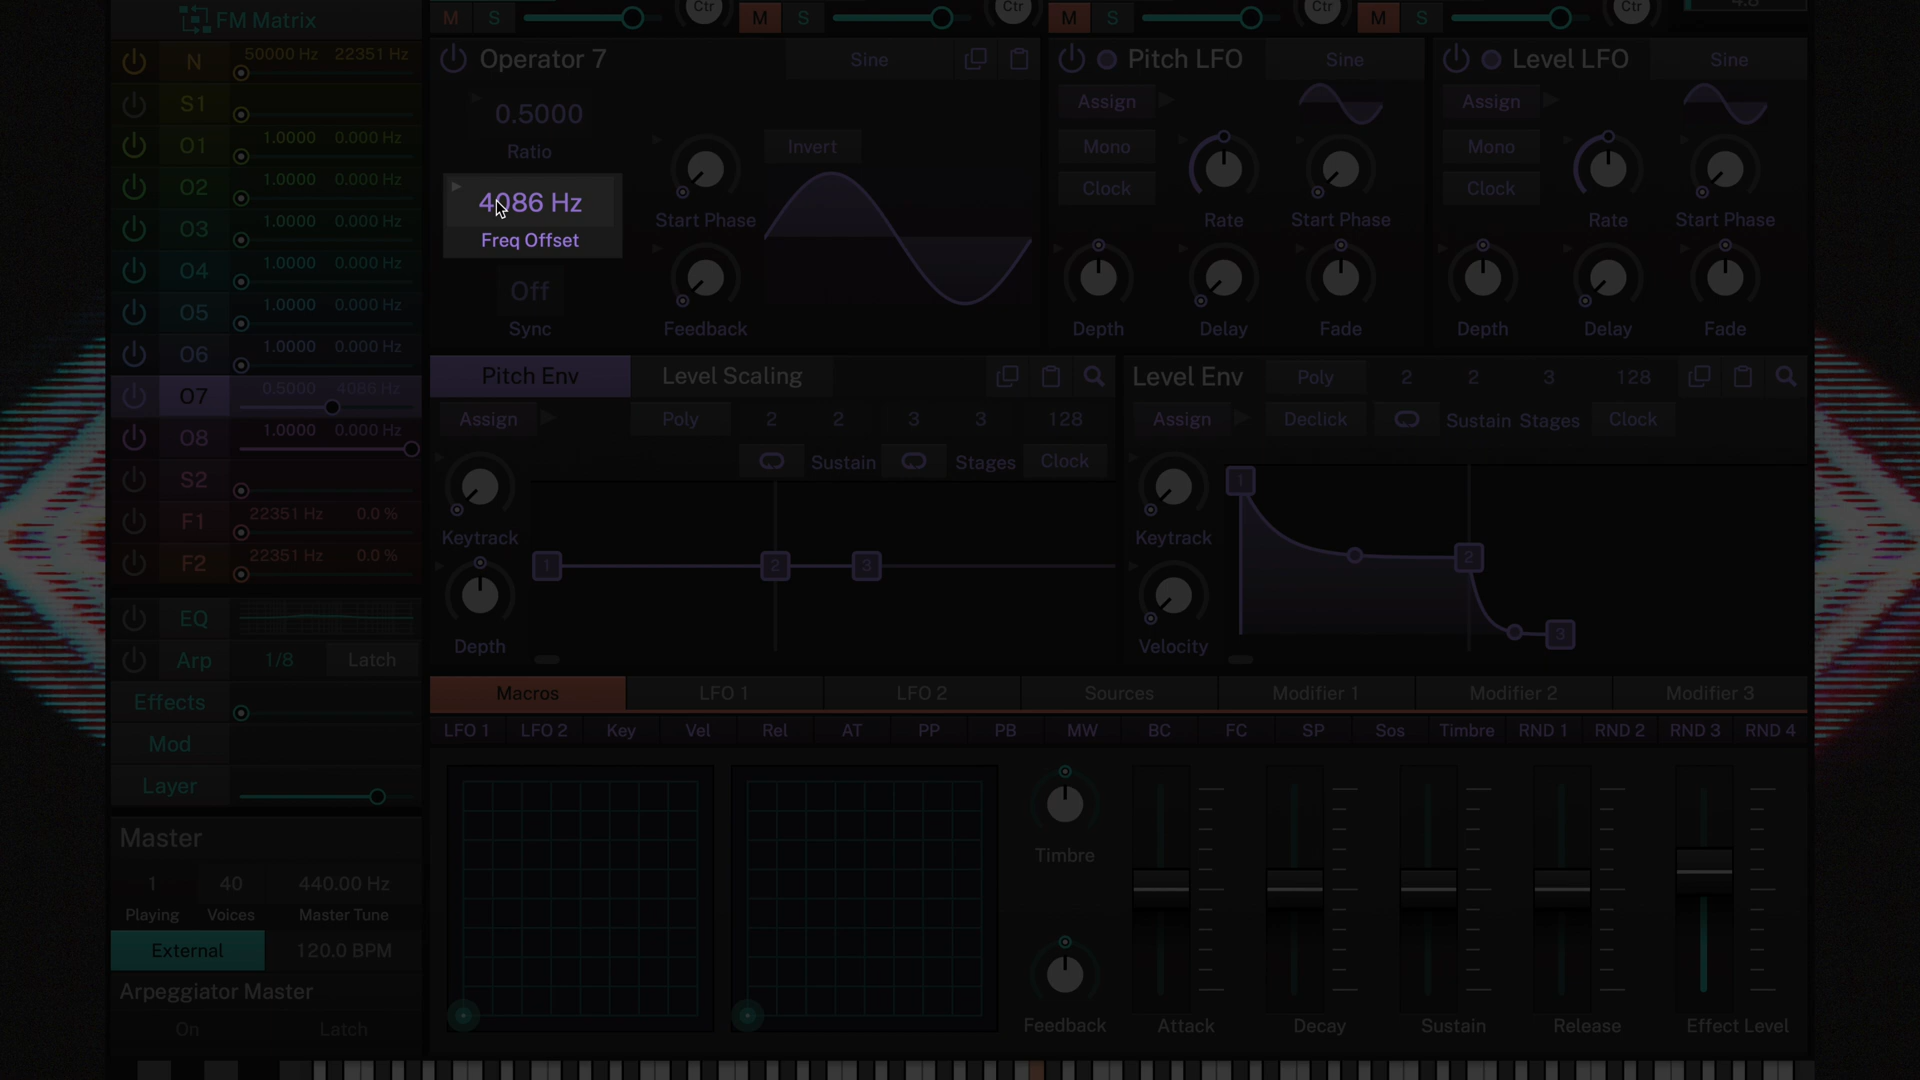 FM Matrix
M S Ctr M S Ctr M S Ctr M S Ctr 4.8
N 50000 Hz 22351 Hz
S1
O1 1.0000 0.000 Hz
O2 1.0000 0.000 Hz
O3 1.0000 0.000 Hz
O4 1.0000 0.000 Hz
O5 1.0000 0.000 Hz
O6 1.0000 0.000 Hz
O7 0.5000 4086 Hz
O8 1.0000 0.000 Hz
S2
F1 22351 Hz 0.0 %
F2 22351 Hz 0.0 %
EQ
Arp 1/8 Latch
Effects
Mod
Layer
Master
1 40 440.00 Hz
Playing Voices Master Tune
External 120.0 BPM
Arpeggiator Master
On Latch
Operator 7 Sine
0.5000
Ratio
4086 Hz
Freq Offset
Off
Sync
Start Phase
Feedback
Invert
Pitch LFO Sine
Assign
Mono
Clock
Rate Start Phase
Depth Delay Fade
Level LFO Sine
Assign
Mono
Clock
Rate Start Phase
Depth Delay Fade
Pitch Env Level Scaling
Assign Poly 2 2 3 3 128
Sustain Stages Clock
Keytrack
Depth
1 2 3
Level Env Poly 2 2 3 128
Assign Declick Sustain Stages Clock
Keytrack
Velocity
1
2
3
Macros LFO 1 LFO 2 Sources Modifier 1 Modifier 2 Modifier 3
LFO 1 LFO 2 Key Vel Rel AT PP PB MW BC FC SP Sos Timbre RND 1 RND 2 RND 3 RND 4
Timbre
Feedback Attack Decay Sustain Release Effect Level